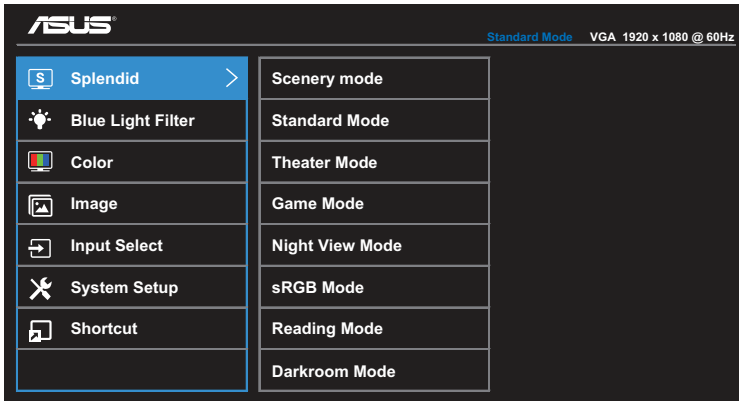 ASUS®
Standard Mode VGA 1920 x 1080 @ 60Hz
S Splendid >
Blue Light Filter
Color
Image
Input Select
System Setup
Shortcut
Scenery mode
Standard Mode
Theater Mode
Game Mode
Night View Mode
sRGB Mode
Reading Mode
Darkroom Mode